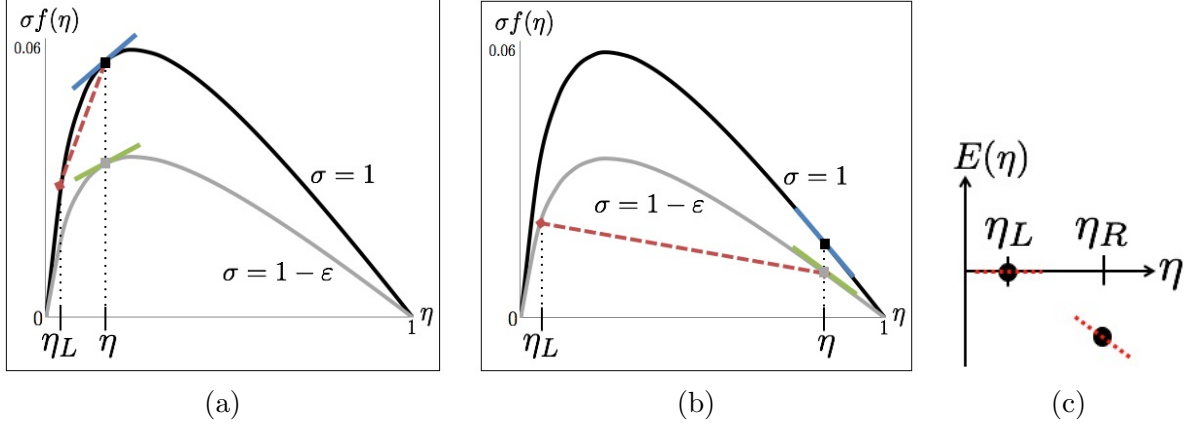 σf(η)
0.06
σ = 1
σ = 1 − ε
0
η_L
η
1
η
(a)
σf(η)
0.06
σ = 1
σ = 1 − ε
0
η_L
η
1
η
(b)
E(η)
η_L
η_R
η
(c)